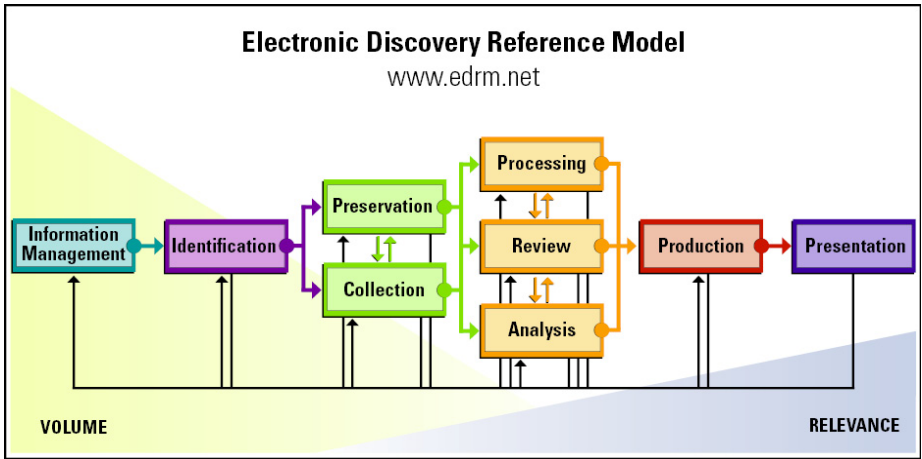 Electronic Discovery Reference Model
www.edrm.net
Processing
Preservation
Information
Management
Identification
Review
Production
Presentation
Collection
Analysis
VOLUME
RELEVANCE